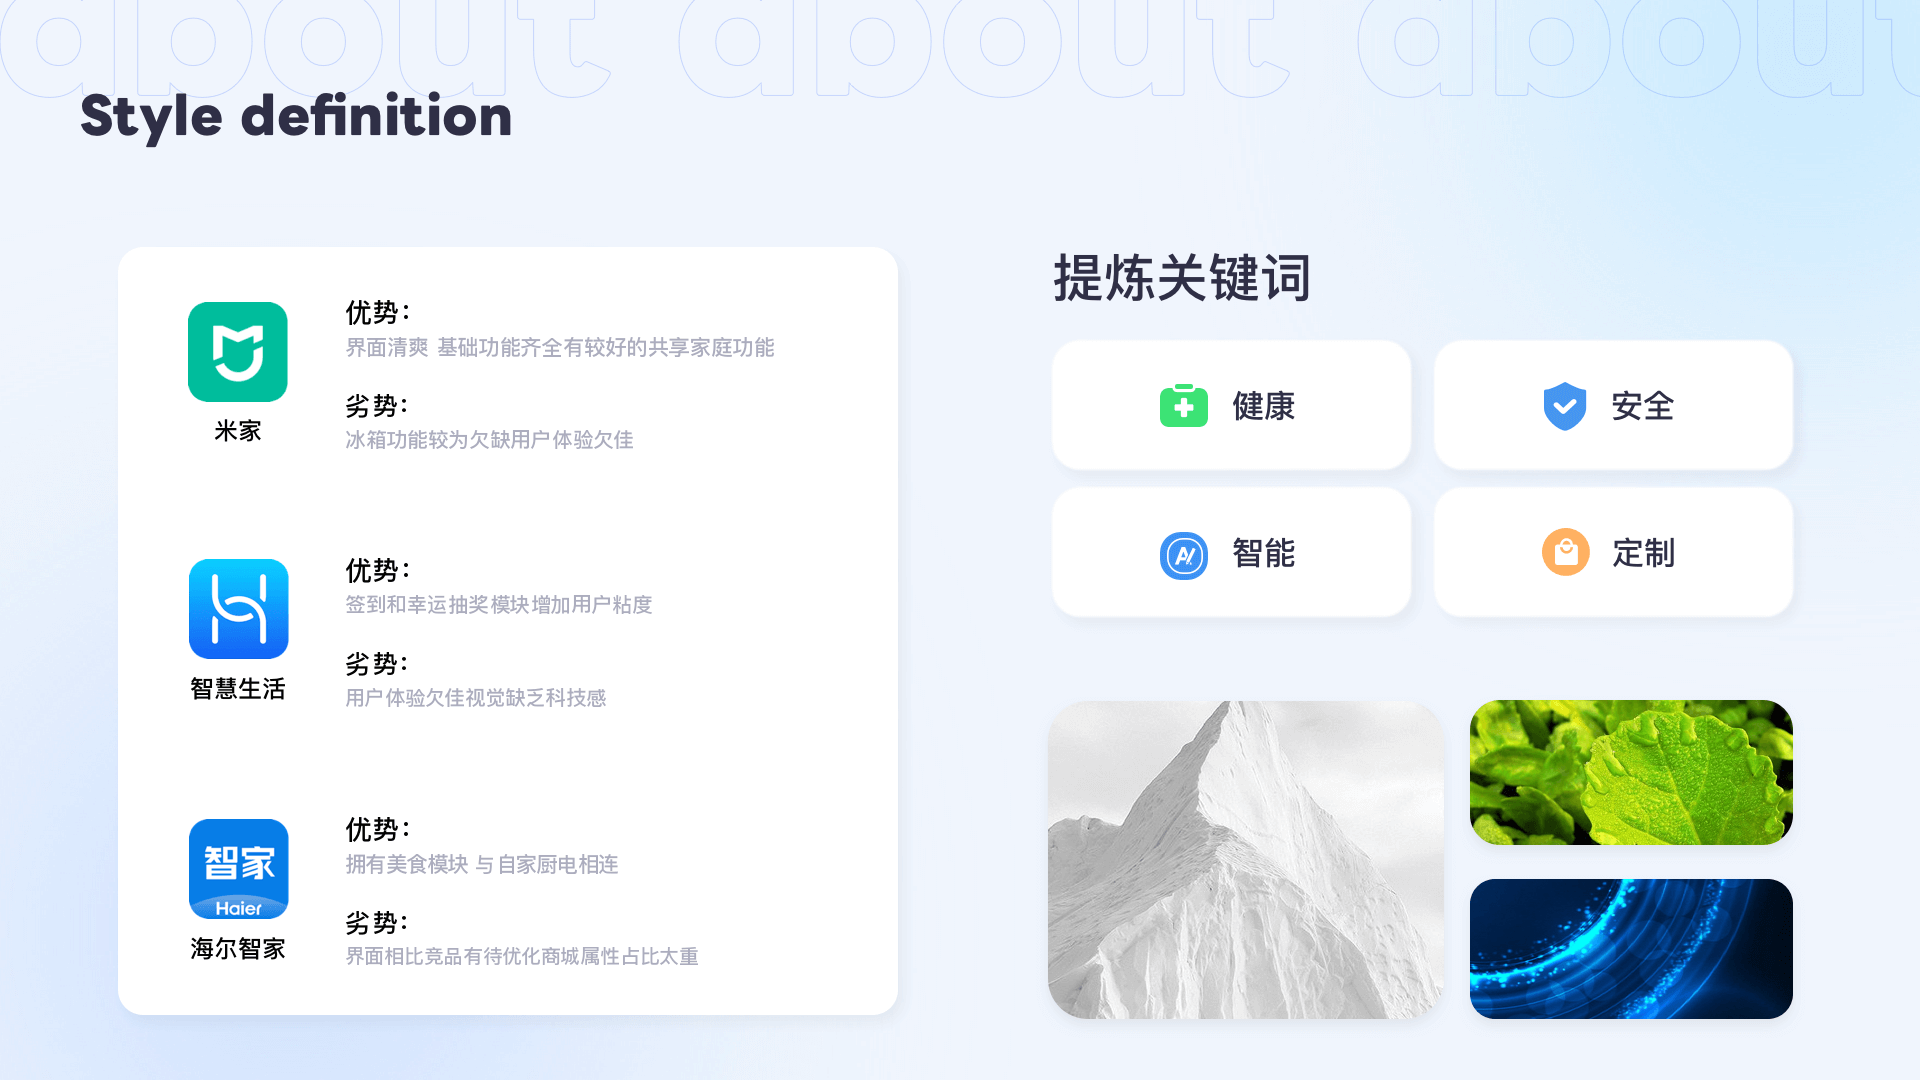 about about about
Style definition
米家
优势：
界面清爽 基础功能齐全有较好的共享家庭功能
劣势：
冰箱功能较为欠缺用户体验欠佳
智慧生活
优势：
签到和幸运抽奖模块增加用户粘度
劣势：
用户体验欠佳视觉缺乏科技感
智家
Haier
海尔智家
优势：
拥有美食模块 与自家厨电相连
劣势：
界面相比竞品有待优化商城属性占比太重
提炼关键词
健康
安全
AI
智能
定制